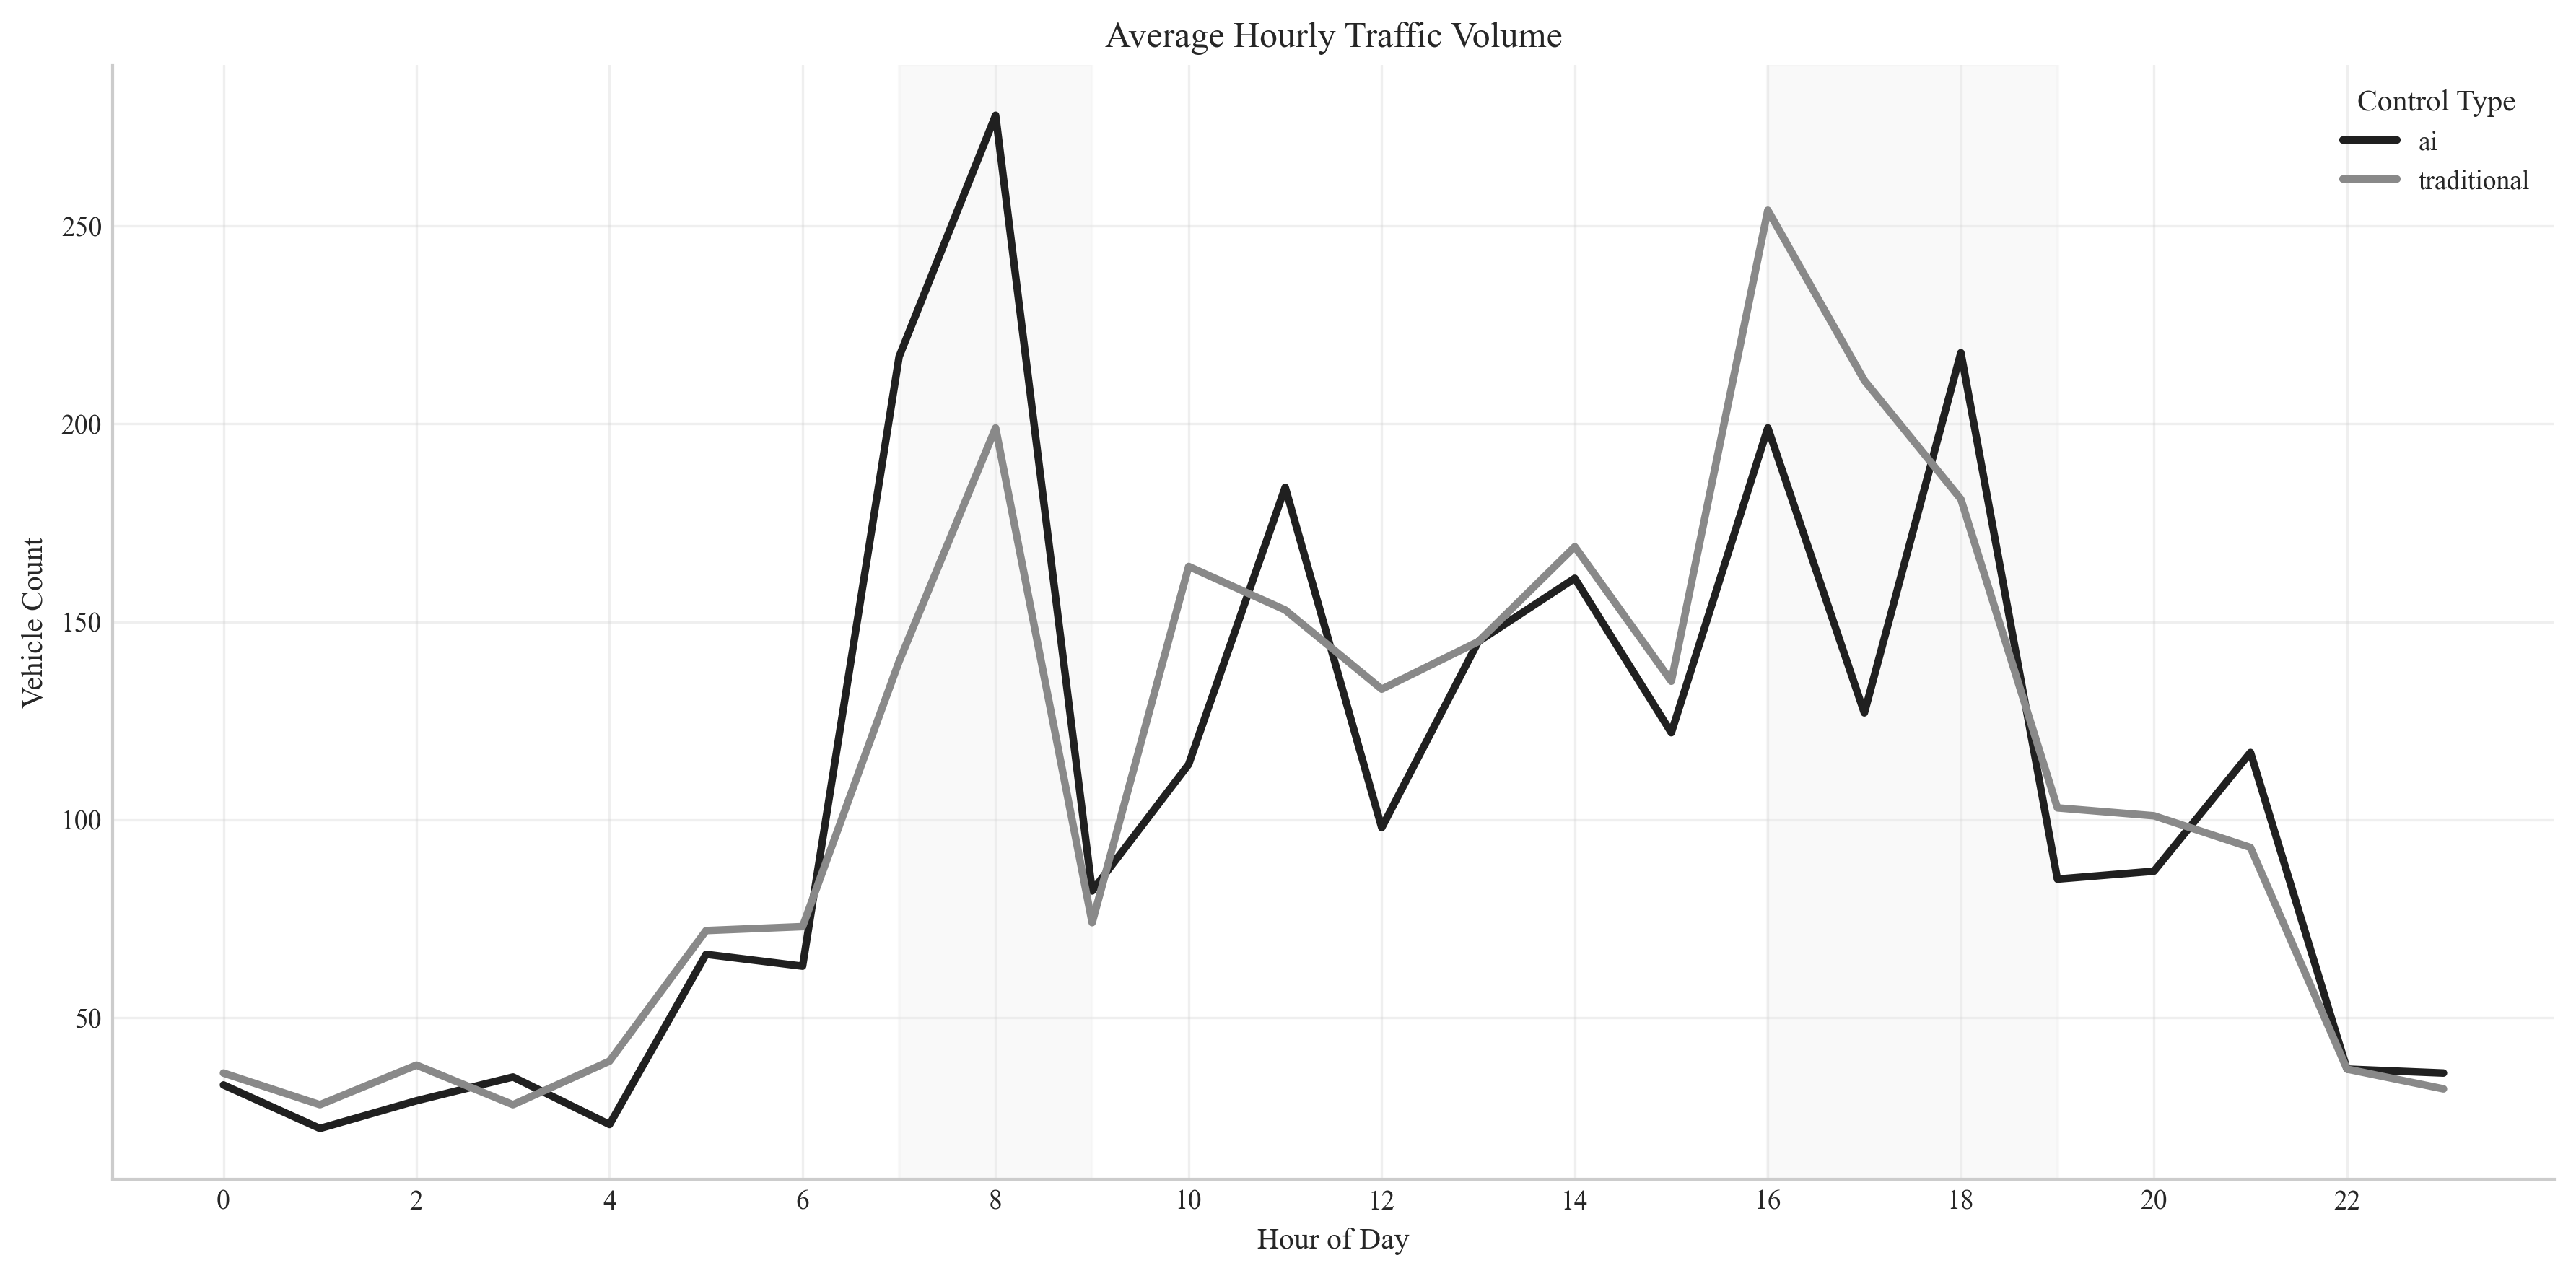 Average Hourly Traffic Volume
Control Type
ai
traditional
Vehicle Count
250
200
150
100
50
0 2 4 6 8 10 12 14 16 18 20 22
Hour of Day